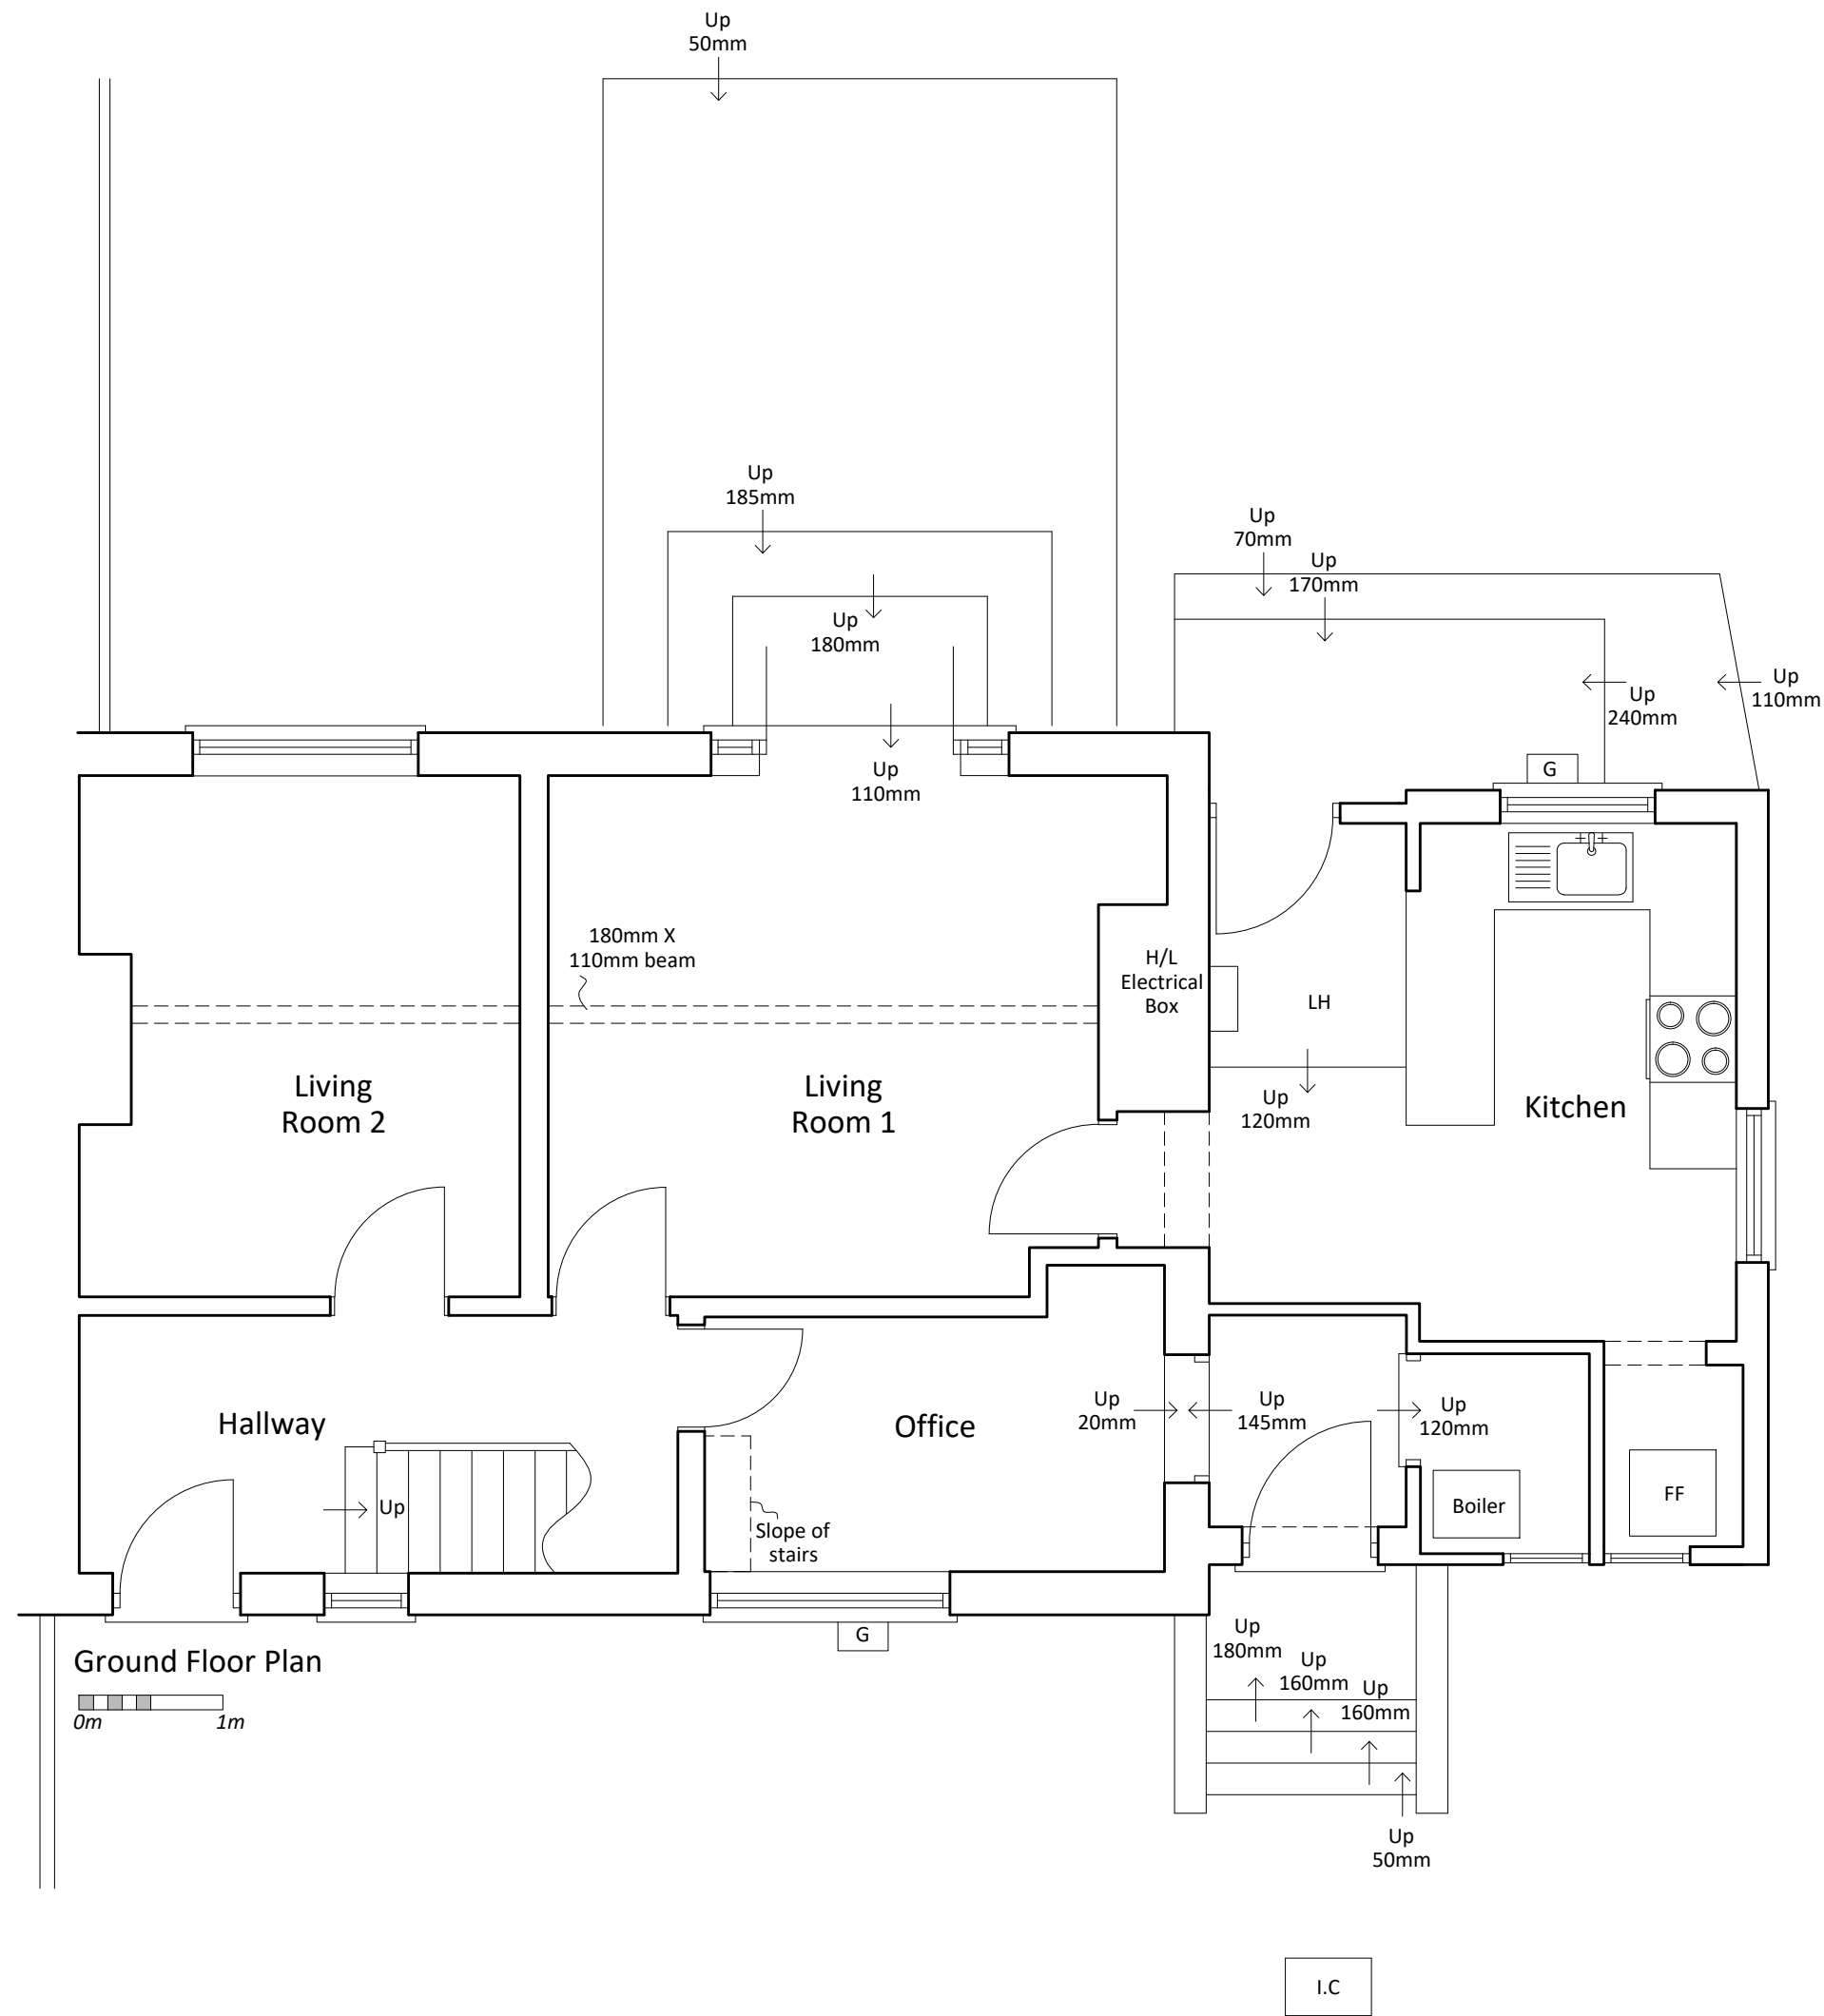 Up
50mm
Up
185mm
Up
70mm
Up
170mm
Up
180mm
Up
240mm
Up
110mm
Up
110mm
G
180mm X
110mm beam
H/L
Electrical
Box
LH
Living
Room 2
Living
Room 1
Up
120mm
Kitchen
Hallway
Office
Up
20mm
Up
145mm
Up
120mm
Up
Boiler
FF
Slope of
stairs
G
Ground Floor Plan
0m
1m
Up
180mm
Up
160mm
Up
160mm
Up
50mm
I.C